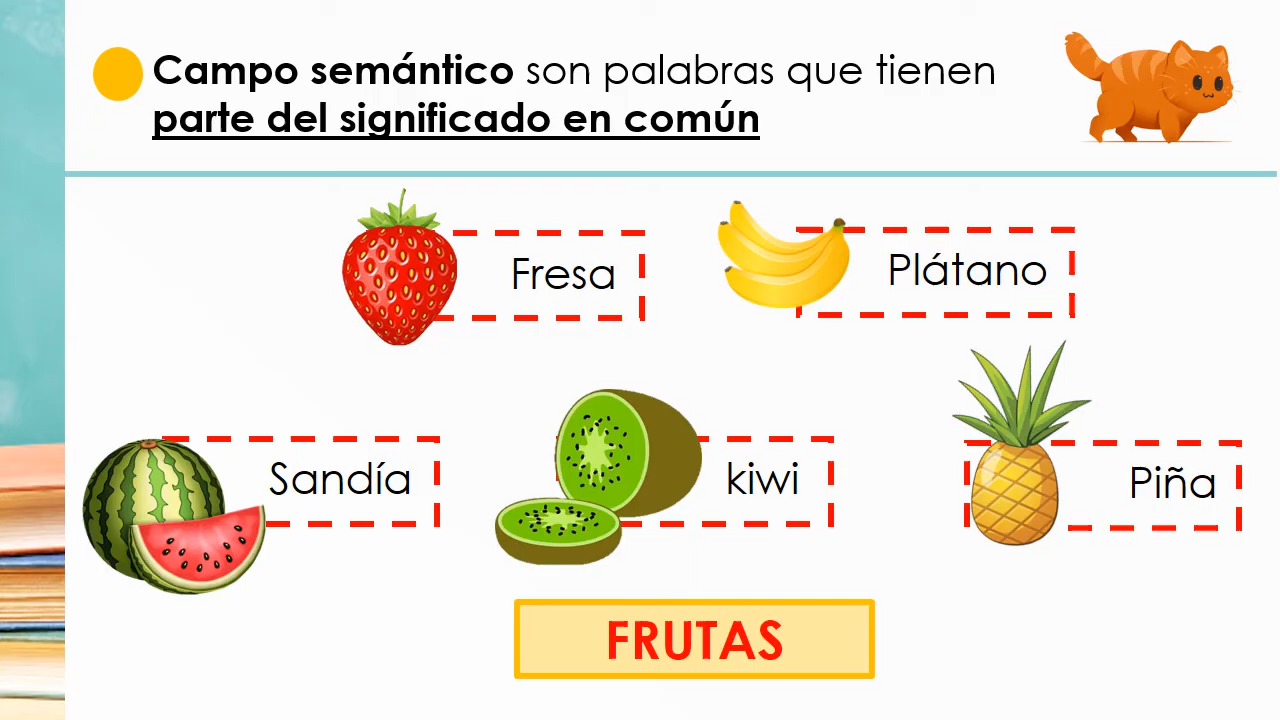 Campo semántico son palabras que tienen
parte del significado en común
Fresa
Plátano
Sandía
kiwi
Piña
FRUTAS